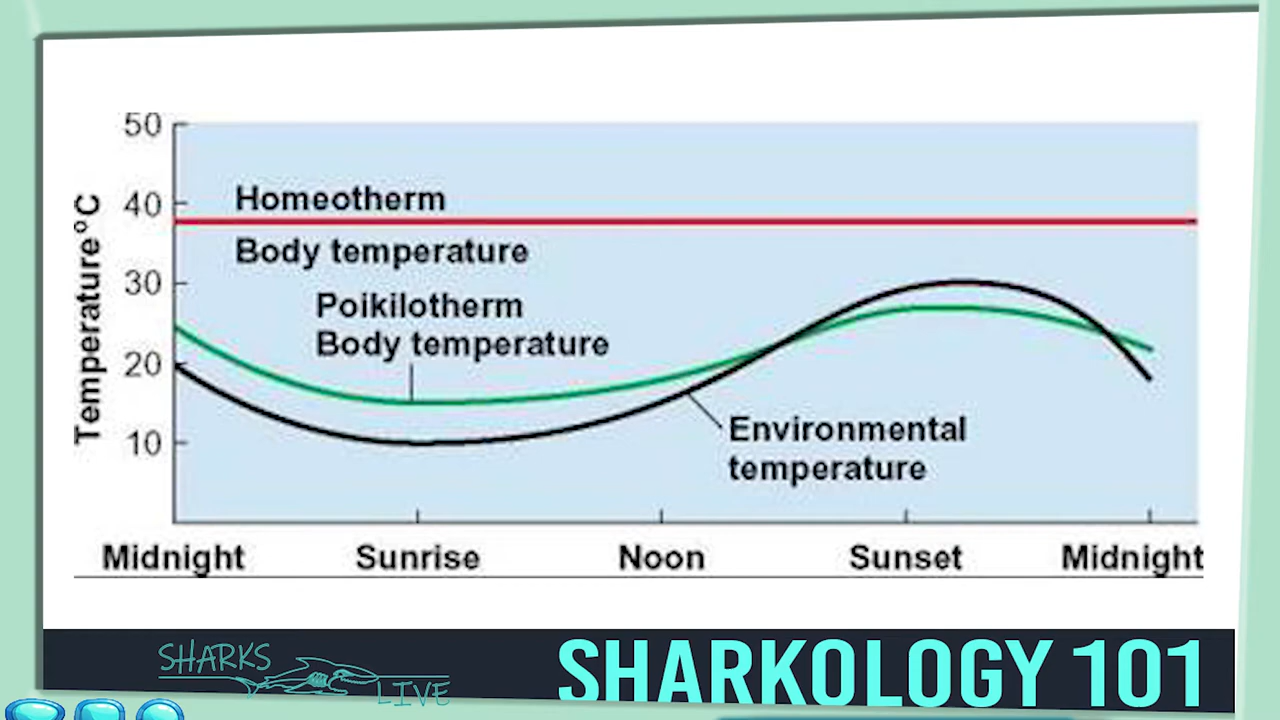 50
40
30
20
10
Temperature°C
Homeotherm
Body temperature
Poikilotherm
Body temperature
Environmental
temperature
Midnight Sunrise Noon Sunset Midnight
SHARKS
LIVE
SHARKOLOGY 101